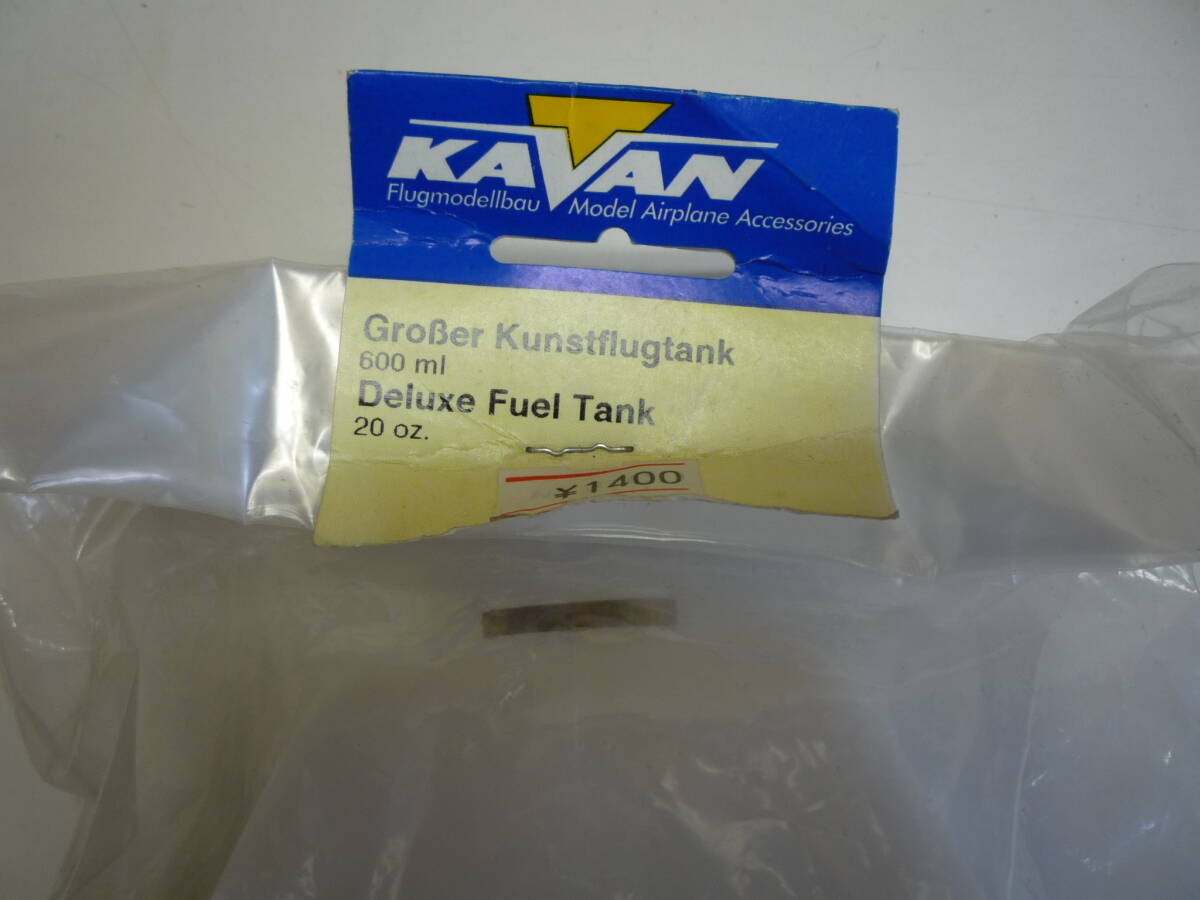 KAVAN
Flugmodellbau Model Airplane Accessories
Großer Kunstflugtank
600 ml
Deluxe Fuel Tank
20 oz.
¥1400